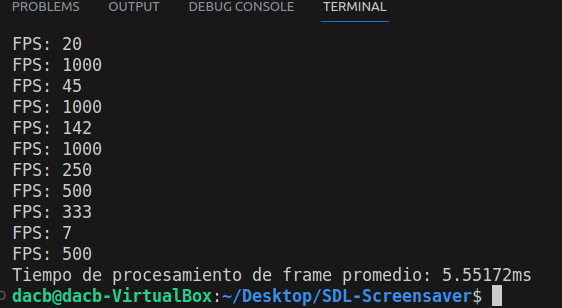 PROBLEMS OUTPUT DEBUG CONSOLE TERMINAL
FPS: 20
FPS: 1000
FPS: 45
FPS: 1000
FPS: 142
FPS: 1000
FPS: 250
FPS: 500
FPS: 333
FPS: 7
FPS: 500
Tiempo de procesamiento de frame promedio: 5.55172ms
dacb@dacb-VirtualBox:~/Desktop/SDL-Screensaver$